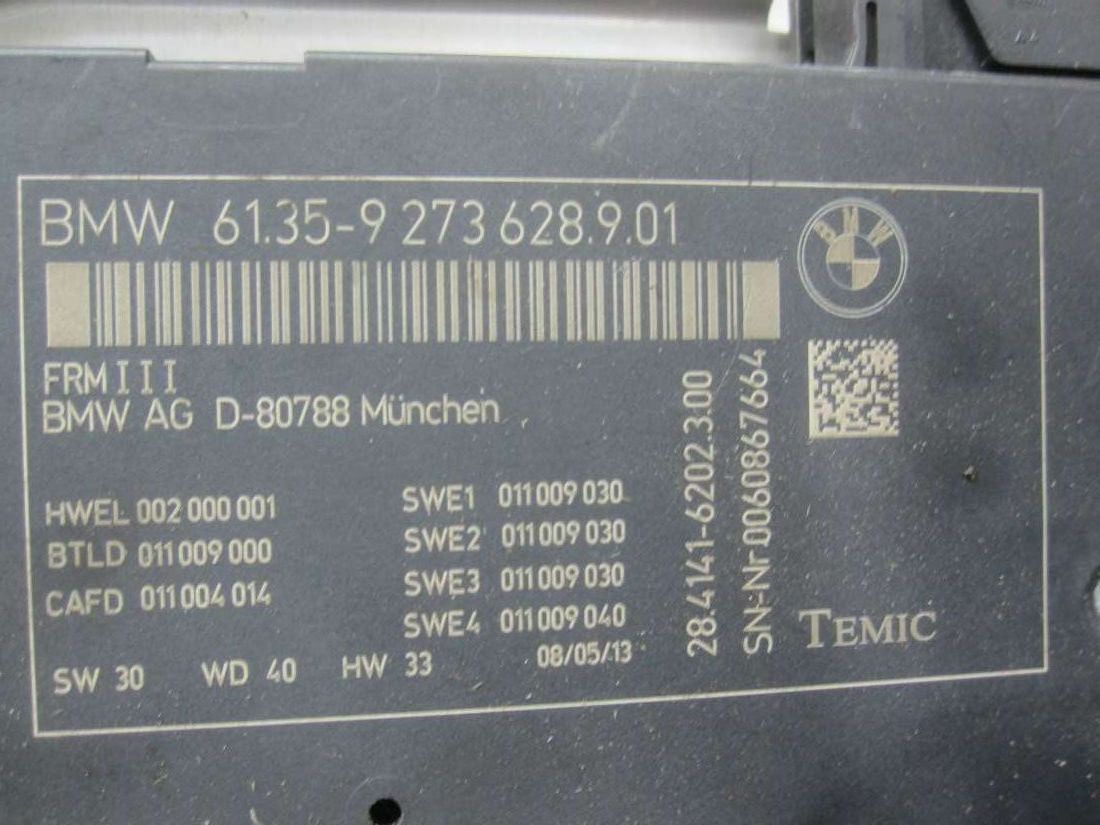 BMW 61.35-9 273 628.9.01
BMW
FRM III
BMW AG D-80788 München
HWEL 002 000 001
BTLD 011 009 000
CAFD 011 004 014
SWE1 011 009 030
SWE2 011 009 030
SWE3 011 009 030
SWE4 011 009 040
SW 30 WD 40 HW 33 08/05/13
28.4141-6202.3.00
SN-Nr0060867664
TEMIC